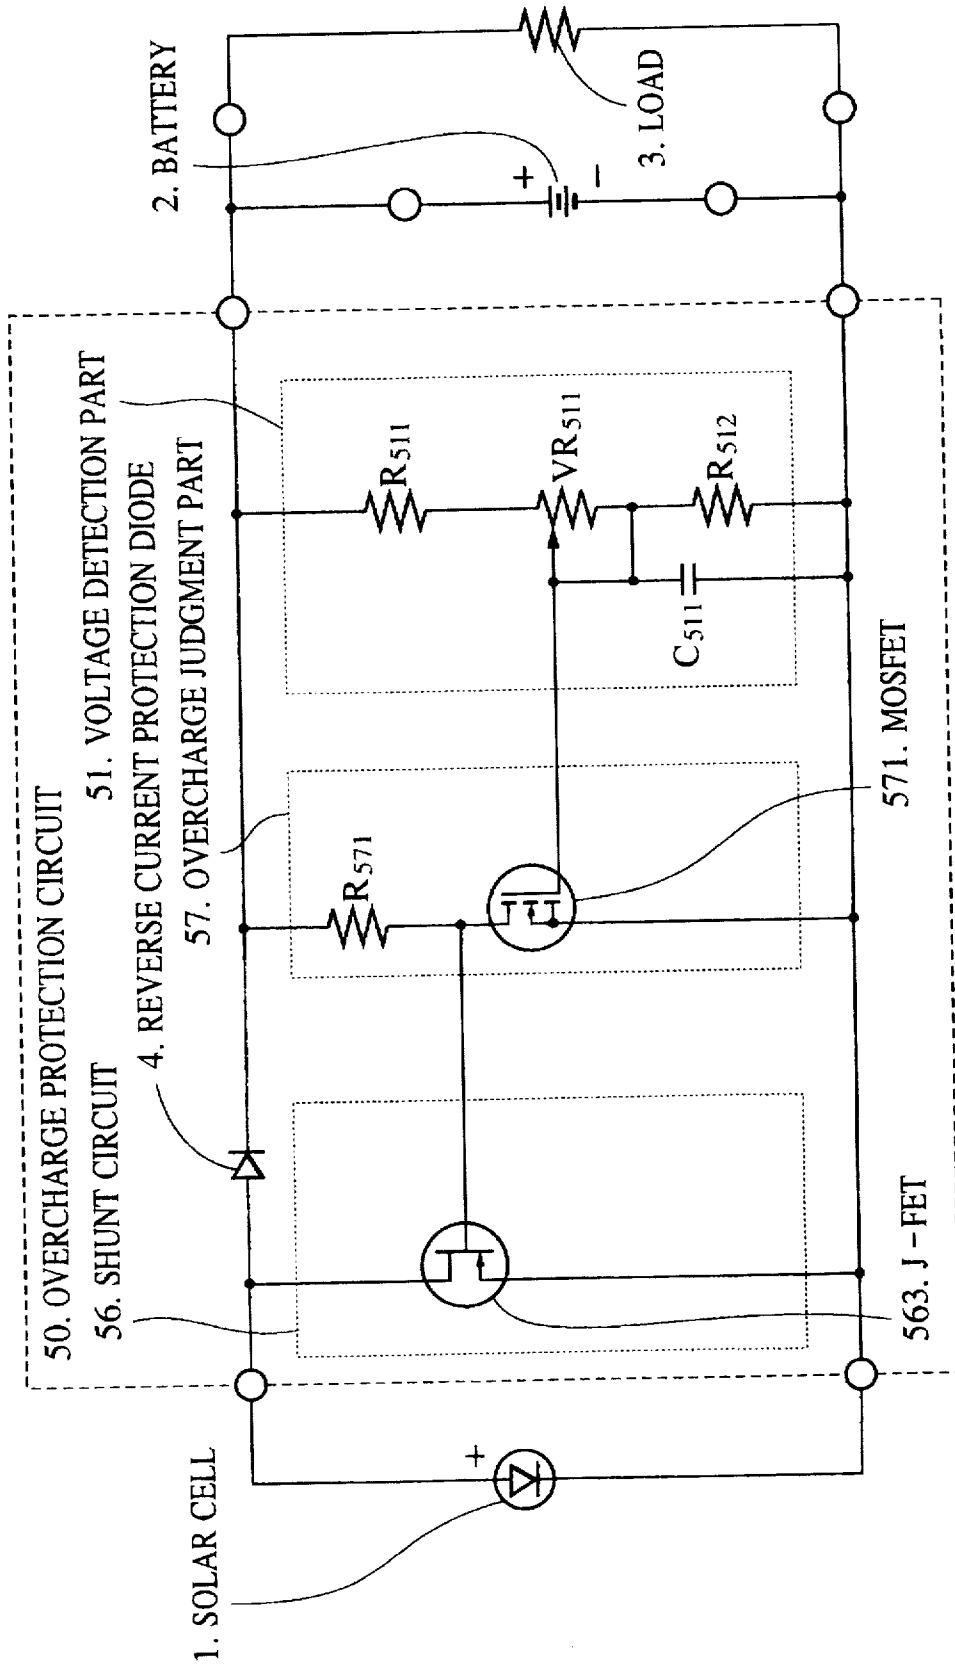 50. OVERCHARGE PROTECTION CIRCUIT
56. SHUNT CIRCUIT
51. VOLTAGE DETECTION PART
4. REVERSE CURRENT PROTECTION DIODE
57. OVERCHARGE JUDGMENT PART
2. BATTERY
1. SOLAR CELL
+
R571
R511
VR511
R512
C511
+
−
3. LOAD
563. J-FET
571. MOSFET